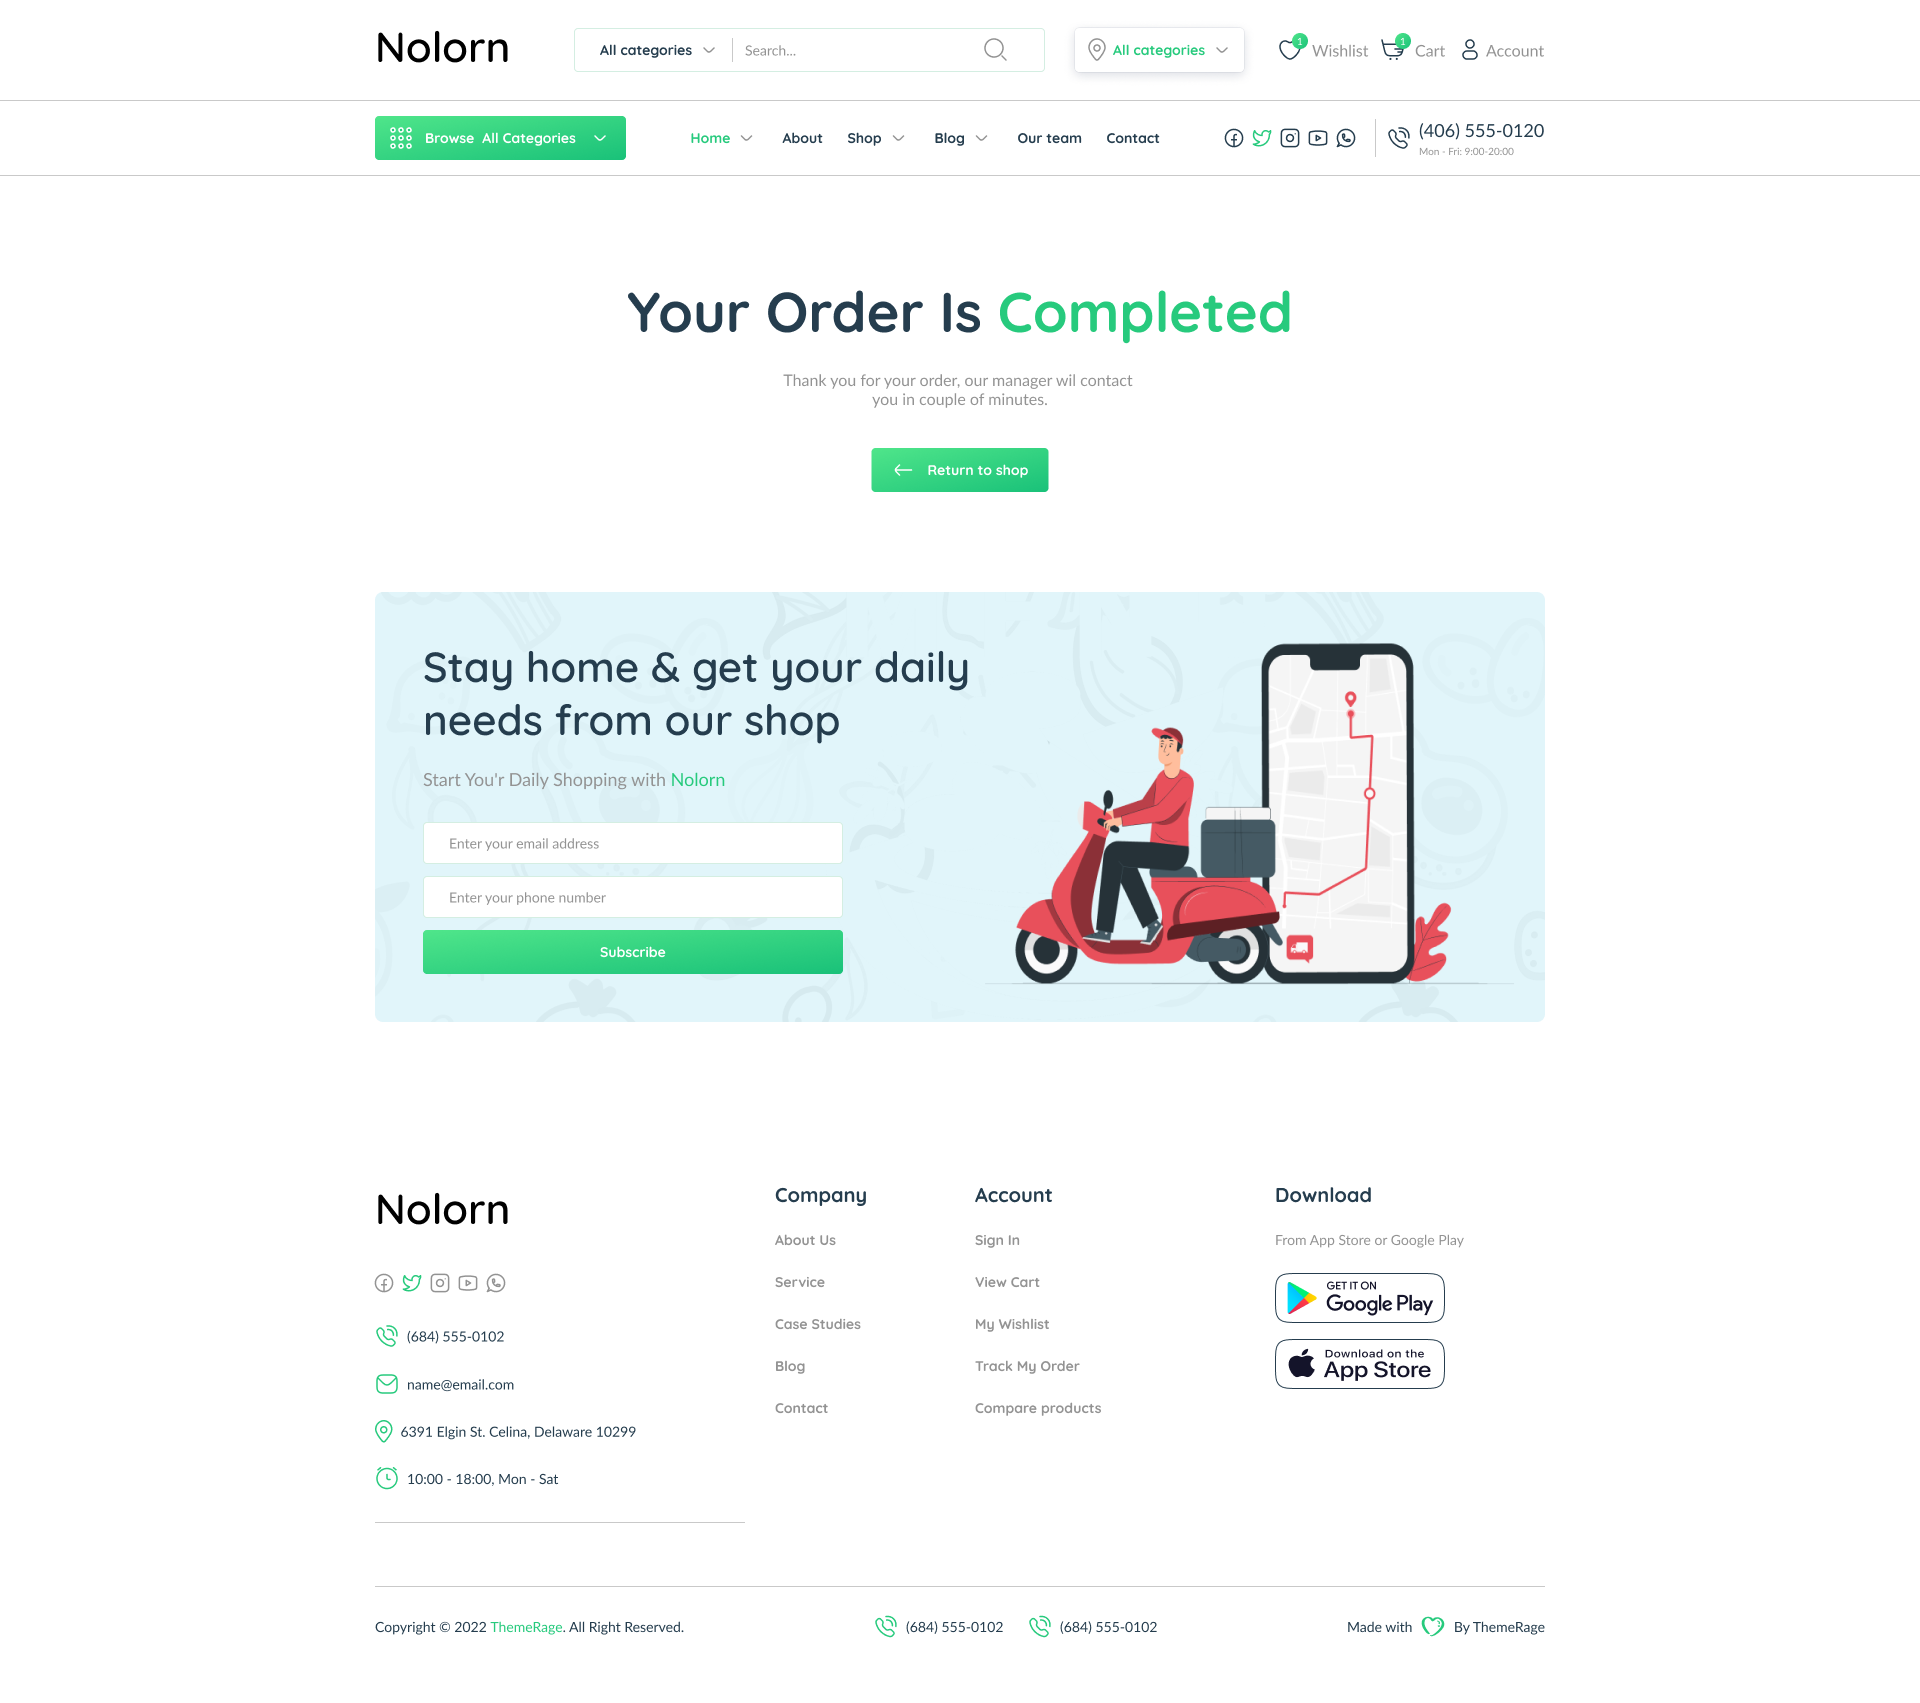 Nolorn
All categories
Search...
All categories
1
Wishlist
1
Cart
Account
Browse All Categories
Home
About
Shop
Blog
Our team
Contact
(406) 555-0120
Mon - Fri: 9:00-20:00
Your Order Is Completed
Thank you for your order, our manager wil contact
you in couple of minutes.
Return to shop
Stay home & get your daily
needs from our shop
Start You'r Daily Shopping with Nolorn
Enter your email address
Enter your phone number
Subscribe
Nolorn
(684) 555-0102
name@email.com
6391 Elgin St. Celina, Delaware 10299
10:00 - 18:00, Mon - Sat
Company
About Us
Service
Case Studies
Blog
Contact
Account
Sign In
View Cart
My Wishlist
Track My Order
Compare products
Download
From App Store or Google Play
GET IT ON
Google Play
Download on the
App Store
Copyright © 2022 ThemeRage. All Right Reserved.
(684) 555-0102
(684) 555-0102
Made with
By ThemeRage